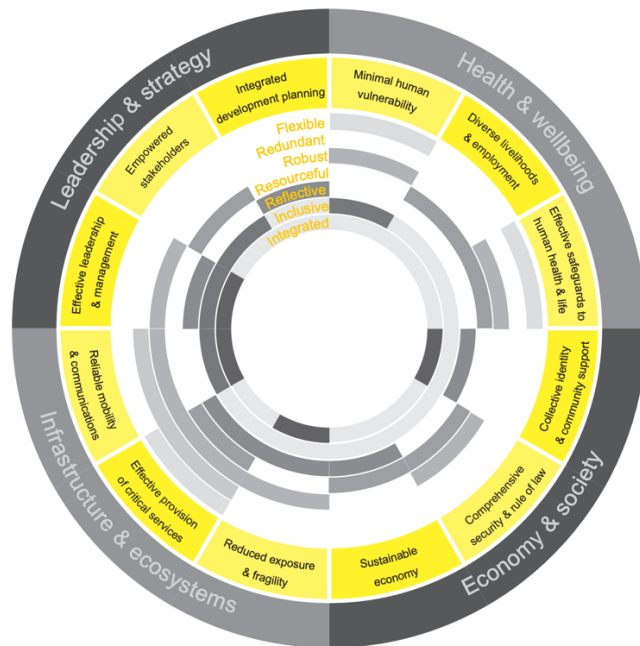 Leadership & strategy
Health & wellbeing
Economy & society
Infrastructure & ecosystems
Minimal human
vulnerability
Diverse livelihoods
& employment
Effective safeguards to
human health & life
Collective identity
& community support
Comprehensive
security & rule of law
Sustainable
economy
Reduced exposure
& fragility
Effective provision
of critical services
Reliable mobility
& communications
Effective leadership
& management
Empowered
stakeholders
Integrated
development planning
Flexible
Redundant
Robust
Resourceful
Reflective
Inclusive
Integrated